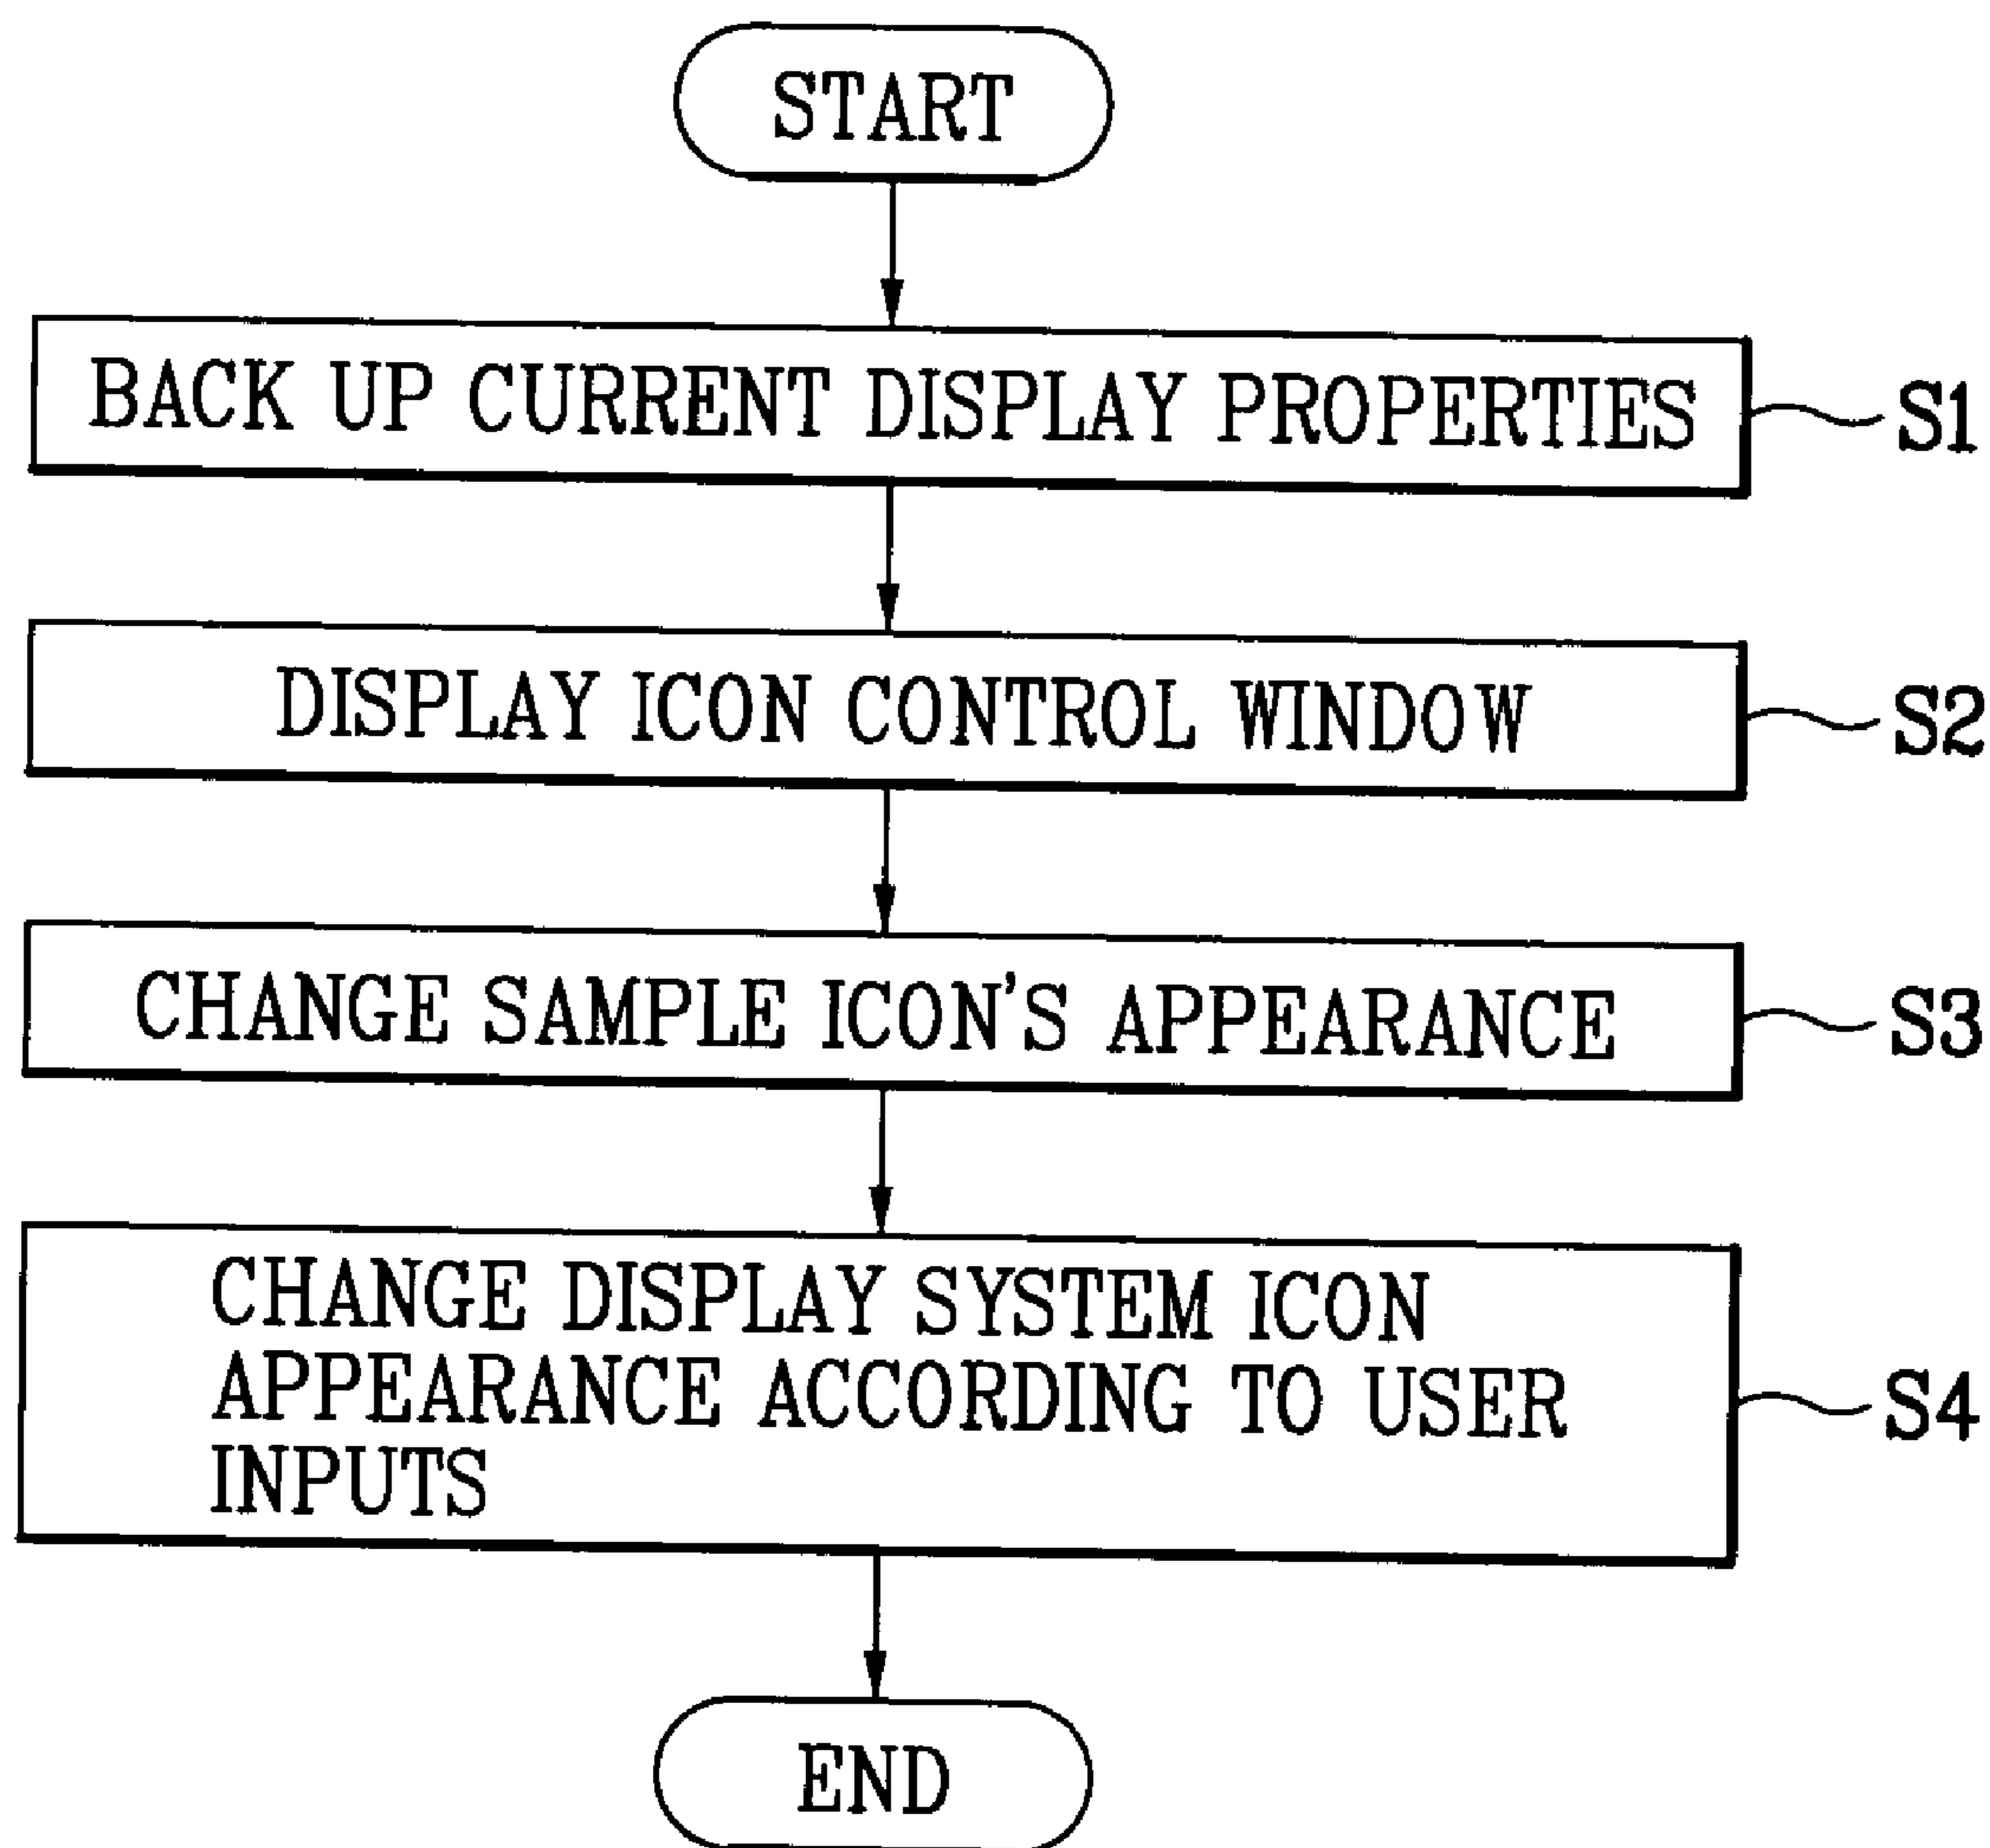 START
BACK UP CURRENT DISPLAY PROPERTIES S1
DISPLAY ICON CONTROL WINDOW S2
CHANGE SAMPLE ICON'S APPEARANCE S3
CHANGE DISPLAY SYSTEM ICON
APPEARANCE ACCORDING TO USER S4
INPUTS
END